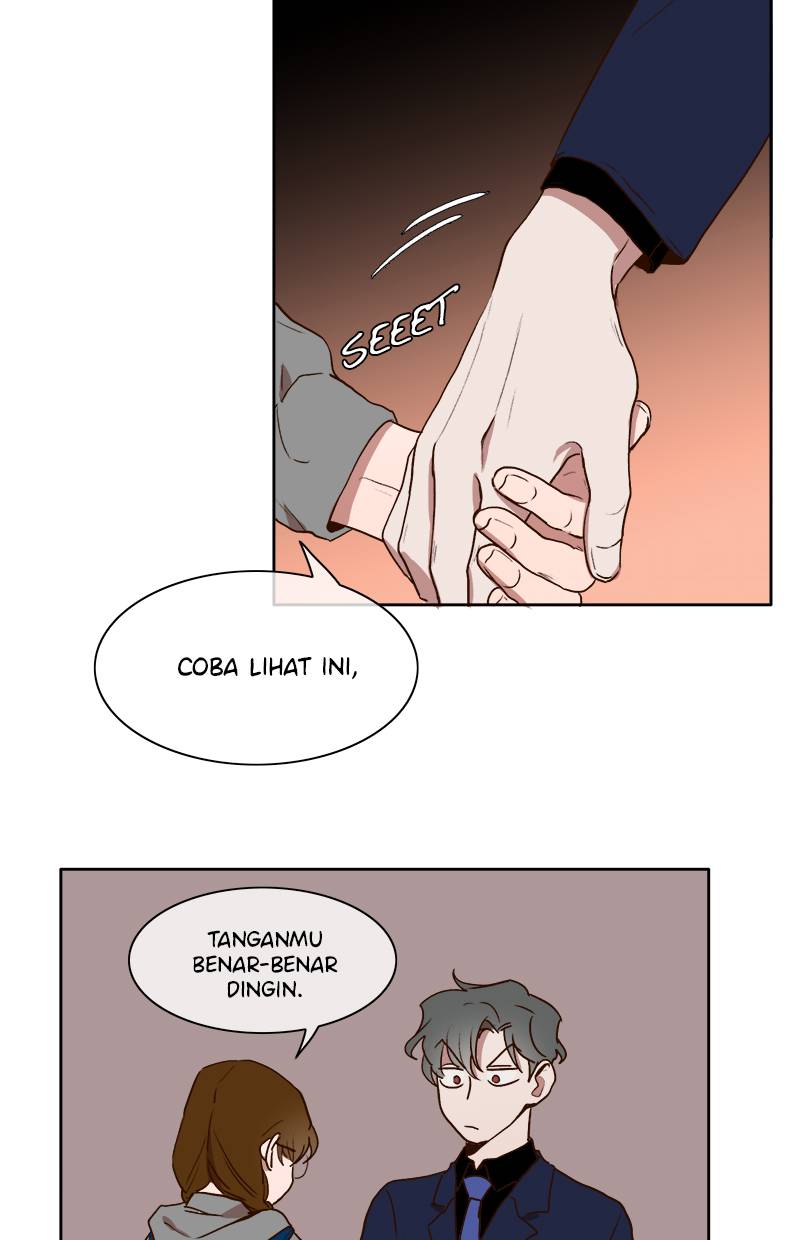 SEEET
COBA LIHAT INI,
TANGANMU
BENAR-BENAR
DINGIN.